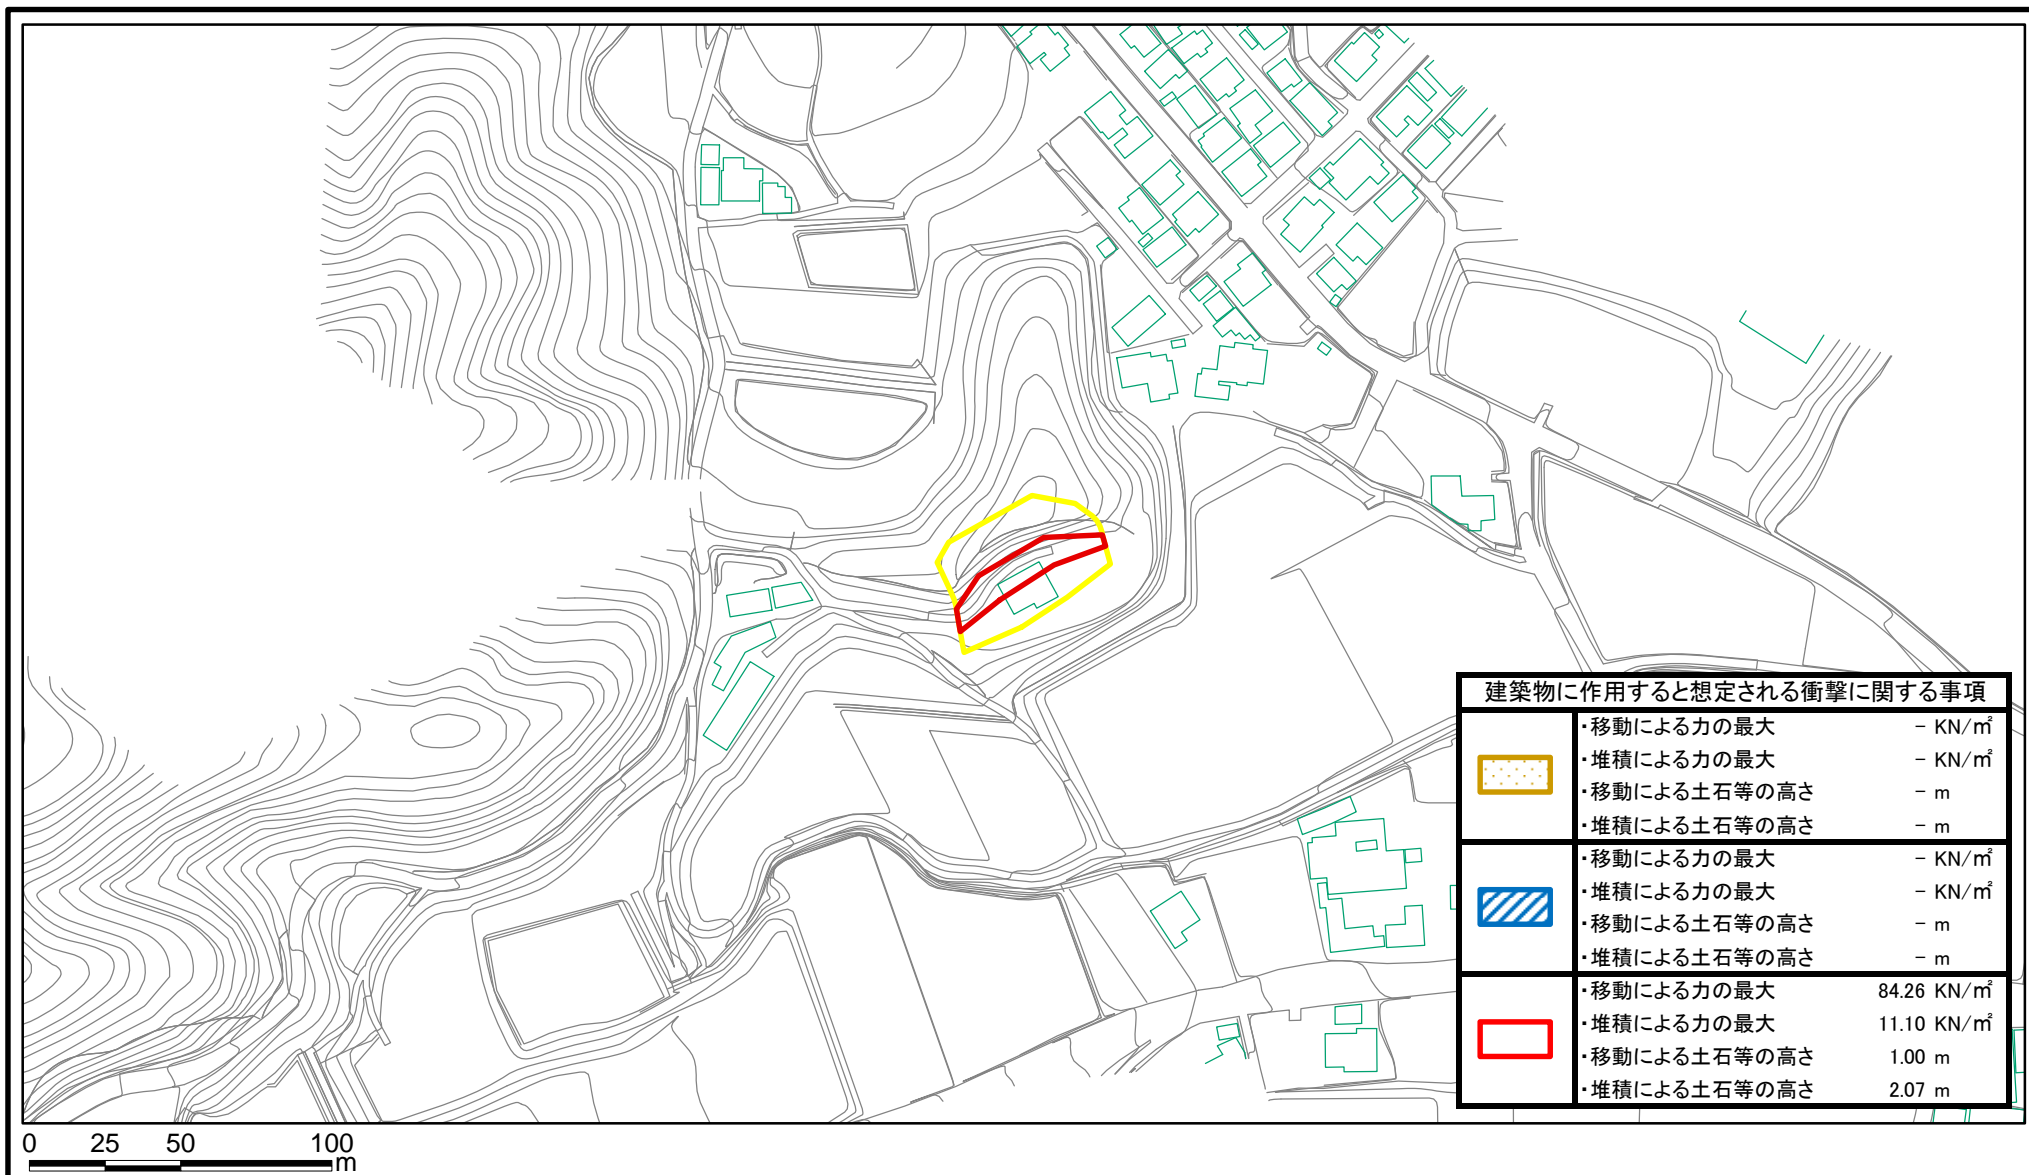 建築物に作用すると想定される衝撃に関する事項
・移動による力の最大 － KN/㎡
・堆積による力の最大 － KN/㎡
・移動による土石等の高さ － m
・堆積による土石等の高さ － m
・移動による力の最大 － KN/㎡
・堆積による力の最大 － KN/㎡
・移動による土石等の高さ － m
・堆積による土石等の高さ － m
・移動による力の最大 84.26 KN/㎡
・堆積による力の最大 11.10 KN/㎡
・移動による土石等の高さ 1.00 m
・堆積による土石等の高さ 2.07 m
0 25 50 100
m